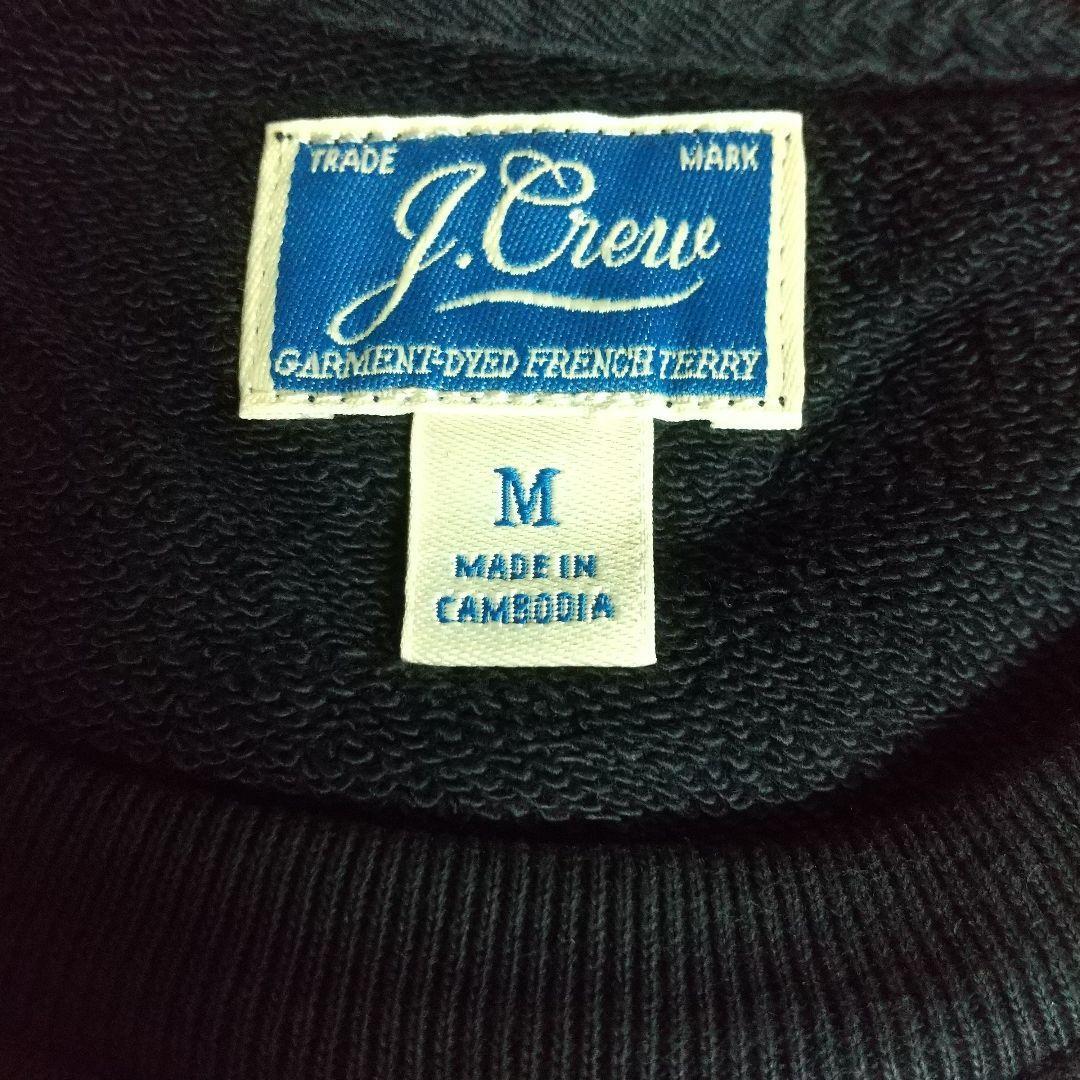 TRADE MARK
J.Crew
GARMENT-DYED FRENCH TERRY
M
MADE IN
CAMBODIA